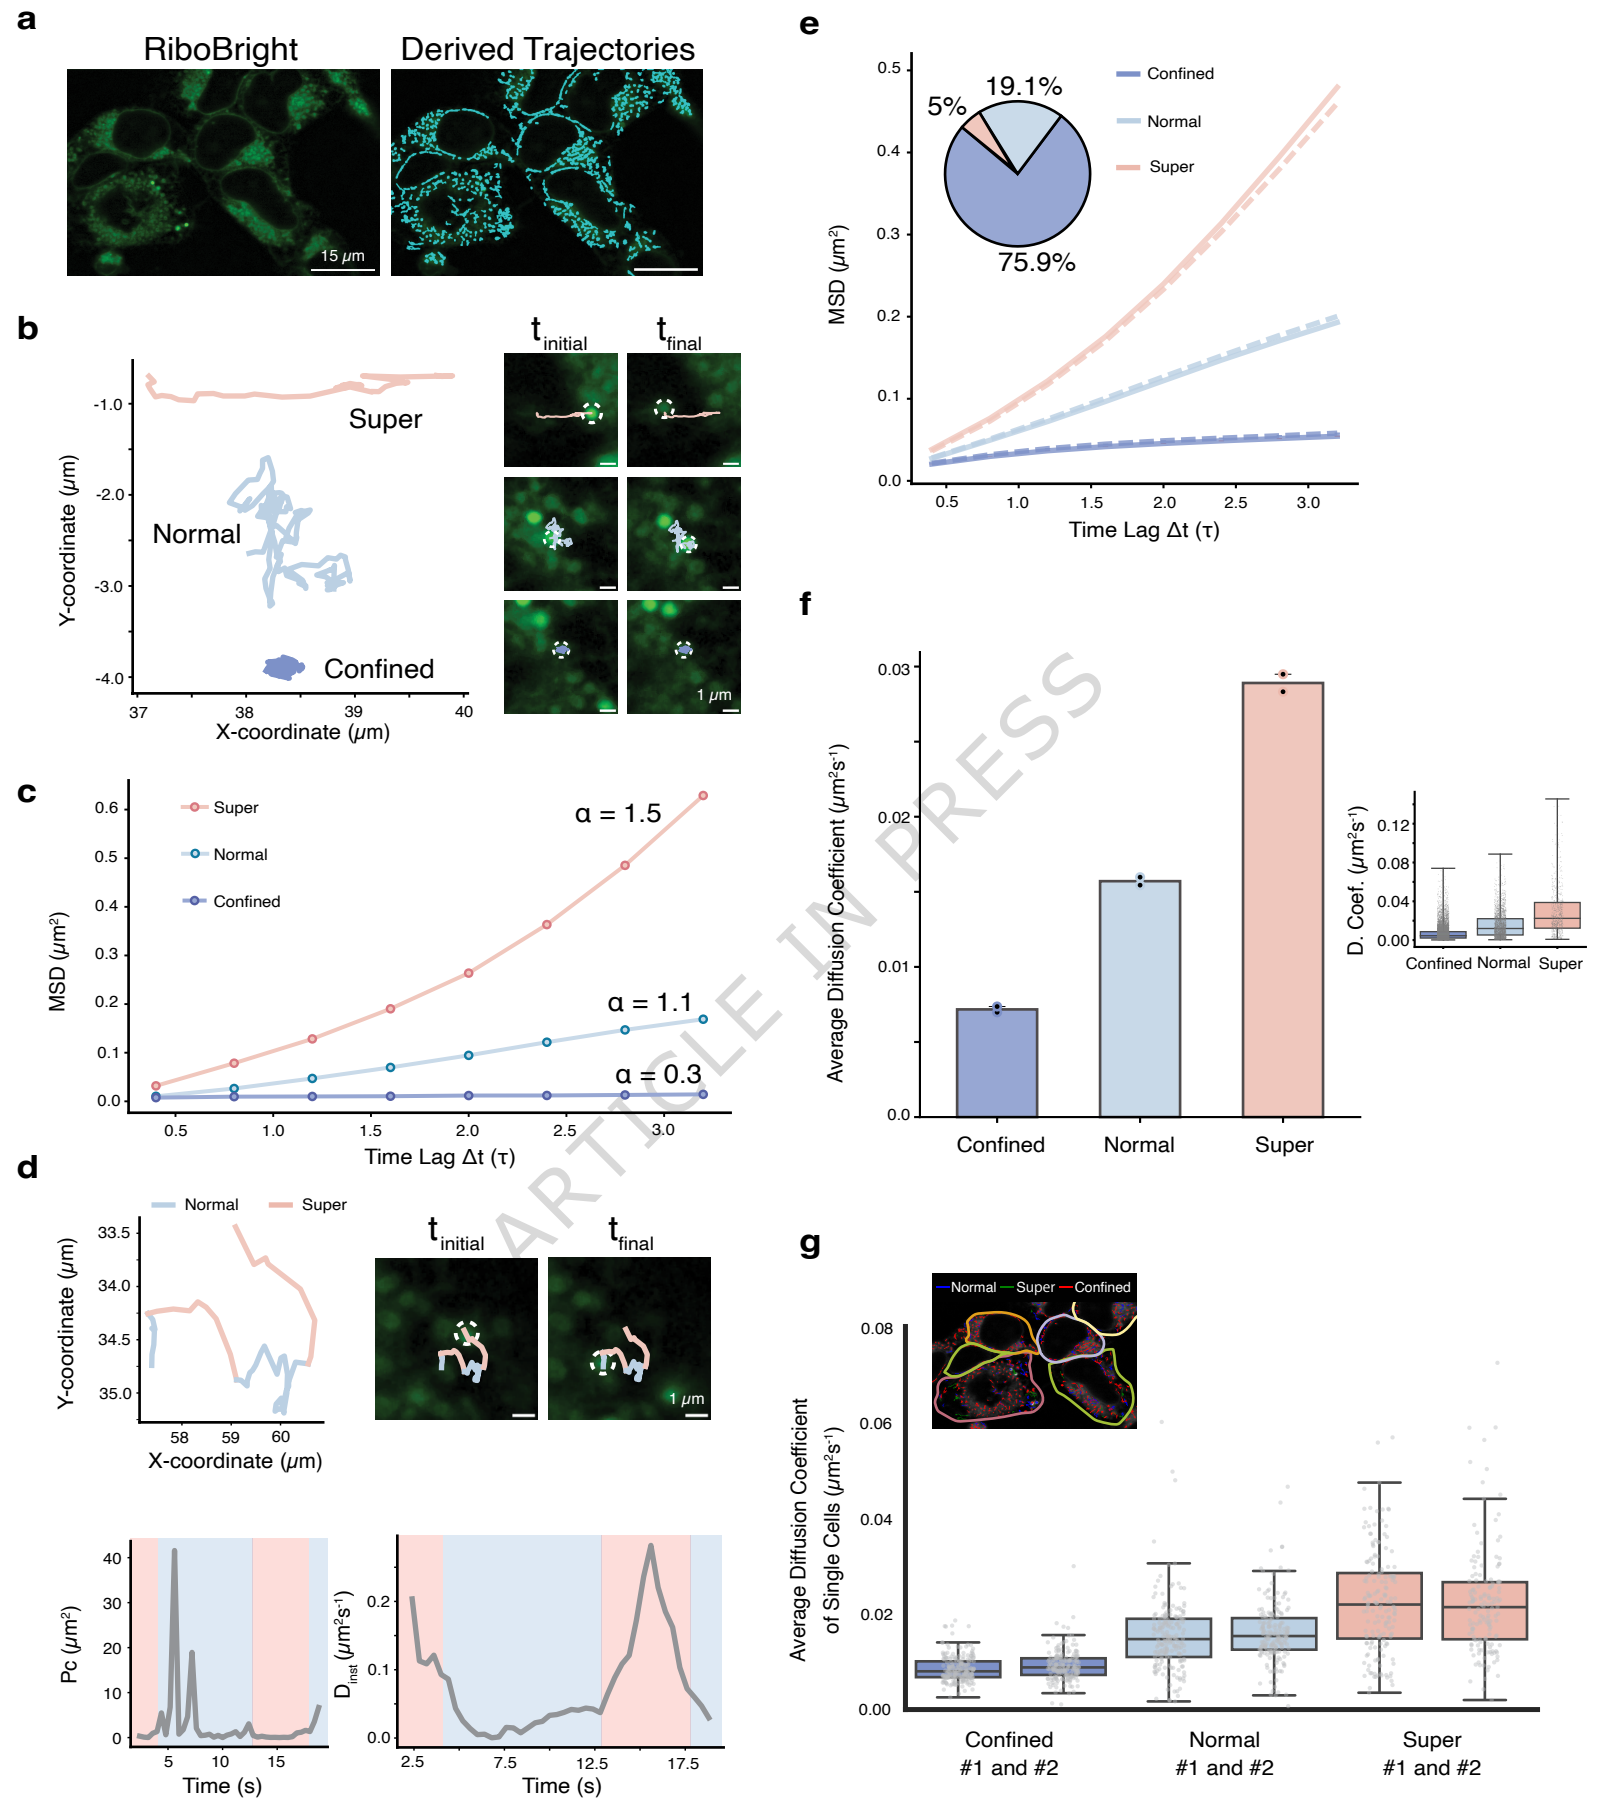 a
RiboBright
Derived Trajectories
15 µm
b
t initial
t final
-1.0
-2.0
-3.0
-4.0
Y-coordinate (µm)
Super
Normal
Confined
37 38 39 40
X-coordinate (µm)
1 µm
c
Super
Normal
Confined
α = 1.5
α = 1.1
α = 0.3
0.6
0.5
0.4
0.3
0.2
0.1
0.0
MSD (µm²)
0.5 1.0 1.5 2.0 2.5 3.0
Time Lag Δt (τ)
d
Normal Super
33.5
34.0
34.5
35.0
Y-coordinate (µm)
58 59 60
X-coordinate (µm)
t initial
t final
1 µm
40
30
20
10
0
Pc (µm²)
5 10 15
Time (s)
0.2
0.1
0.0
D inst (µm²s⁻¹)
2.5 7.5 12.5 17.5
Time (s)
e
0.5
0.4
0.3
0.2
0.1
0.0
MSD (µm²)
5%
19.1%
75.9%
Confined
Normal
Super
0.5 1.0 1.5 2.0 2.5 3.0
Time Lag Δt (τ)
f
0.03
0.02
0.01
0.0
Average Diffusion Coefficient (µm²s⁻¹)
Confined Normal Super
0.12
0.08
0.04
0.00
D. Coef. (µm²s⁻¹)
Confined Normal Super
g
Normal Super Confined
0.08
0.06
0.04
0.02
0.00
Average Diffusion Coefficient
of Single Cells (µm²s⁻¹)
Confined Normal Super
#1 and #2 #1 and #2 #1 and #2
ARTICLE IN PRESS